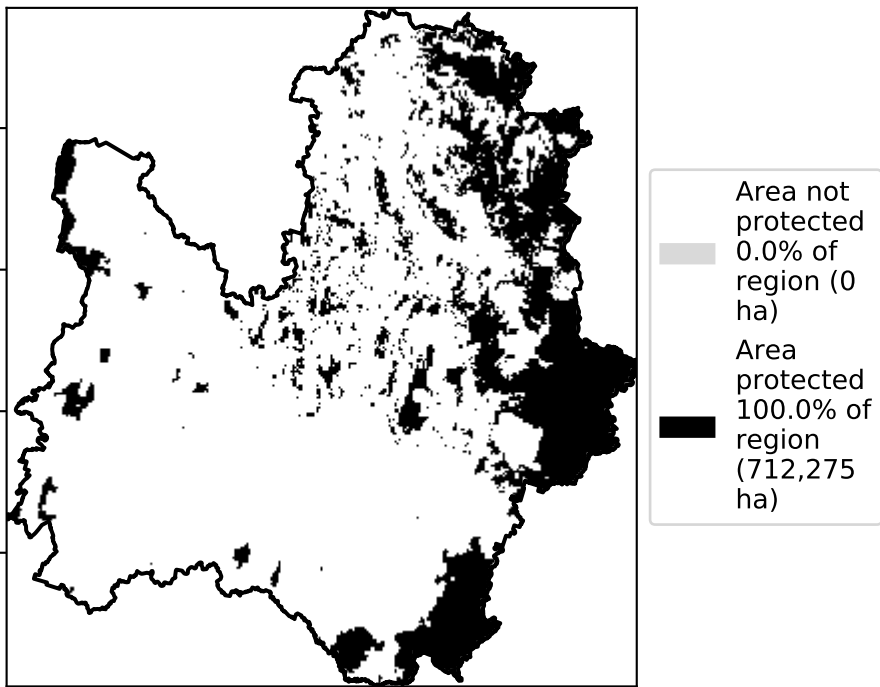 Area not
protected
0.0% of
region (0
ha)
Area
protected
100.0% of
region
(712,275
ha)